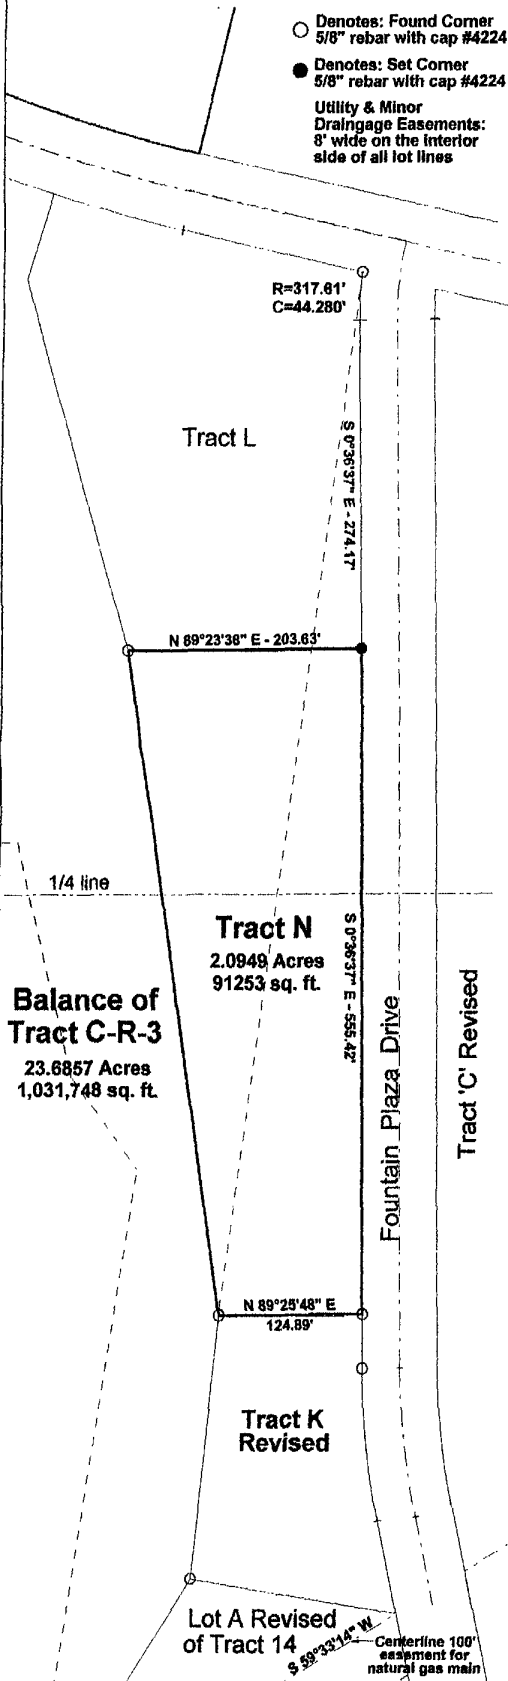 Denotes: Found Corner
5/8" rebar with cap #4224
Denotes: Set Corner
5/8" rebar with cap #4224
Utility & Minor
Draingage Easements:
8' wide on the interior
side of all lot lines
R=317.61'
C=44.280'
Tract L
S 0°36'37" E - 274.17'
N 89°23'36" E - 203.63'
1/4 line
Tract N
2.0949 Acres
91253 sq. ft.
S 0°36'37" E - 555.42'
Balance of
Tract C-R-3
23.6857 Acres
1,031,748 sq. ft.
Fountain Plaza Drive
Tract 'C' Revised
N 89°25'48" E
124.89'
Tract K
Revised
Lot A Revised
of Tract 14
S 59°33'14" W
Centerline 100'
easement for
natural gas main